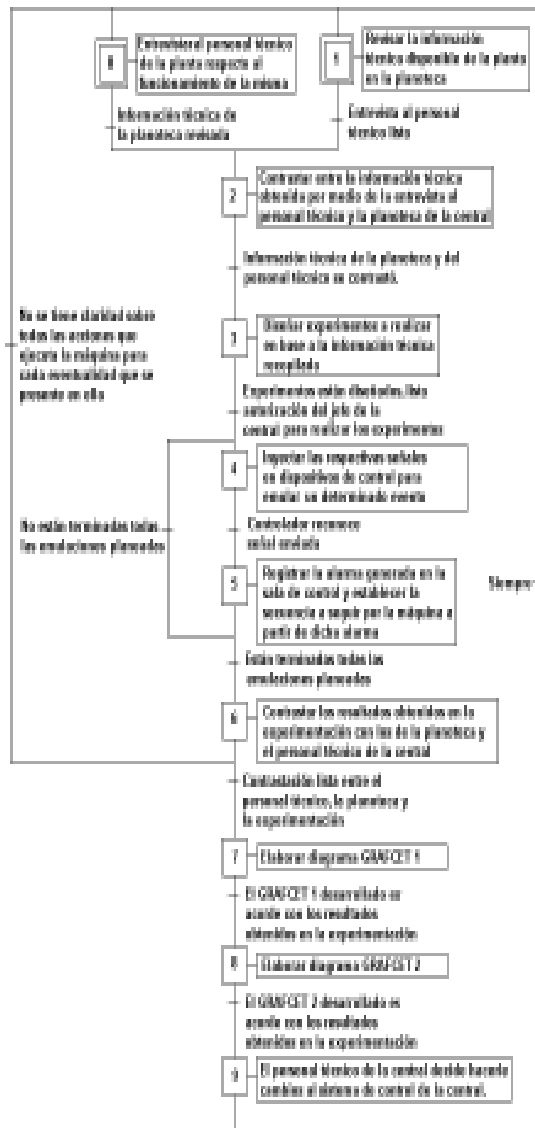 0
Entrevistar al personal técnico
de la planta respecto al
funcionamiento de la misma
1
Revisar la información
técnica disponible de la planta
en la planoteca
Información técnica de
la planoteca revisada
Entrevista al personal
técnico lista
2
Contrastar entre la información técnica
obtenida por medio de la entrevista al
personal técnico y la planoteca de la central
Información técnica de la planoteca y del
personal técnico se contrastó.
No se tiene claridad sobre
todas las acciones que
ejecuta la máquina para
cada eventualidad que se
presente en ella
3
Diseñar experimentos a realizar
en base a la información técnica
recopilada
Experimentos están diseñados, lista
autorización del jefe de la
central para realizar los experimentos
4
Inyectar las respectivas señales
en dispositivos de control para
emular un determinado evento
No están terminadas todas
las emulaciones planeadas
Controlador reconoce
señal enviada
5
Registrar la alarma generada en la
sala de control y establecer la
secuencia a seguir por la máquina a
partir de dicha alarma
Siempre
Están terminadas todas las
emulaciones planeadas
6
Contrastar los resultados obtenidos en la
experimentación con los de la planoteca y
el personal técnico de la central
Contrastación lista entre el
personal técnico, la planoteca y
la experimentación
7
Elaborar diagrama GRAFCET 1
El GRAFCET 1 desarrollado es
acorde con los resultados
obtenidos en la experimentación
8
Elaborar diagrama GRAFCET 2
El GRAFCET 2 desarrollado es
acorde con los resultados
obtenidos en la experimentación
9
El personal técnico de la central decide hacerle
cambios al sistema de control de la central.